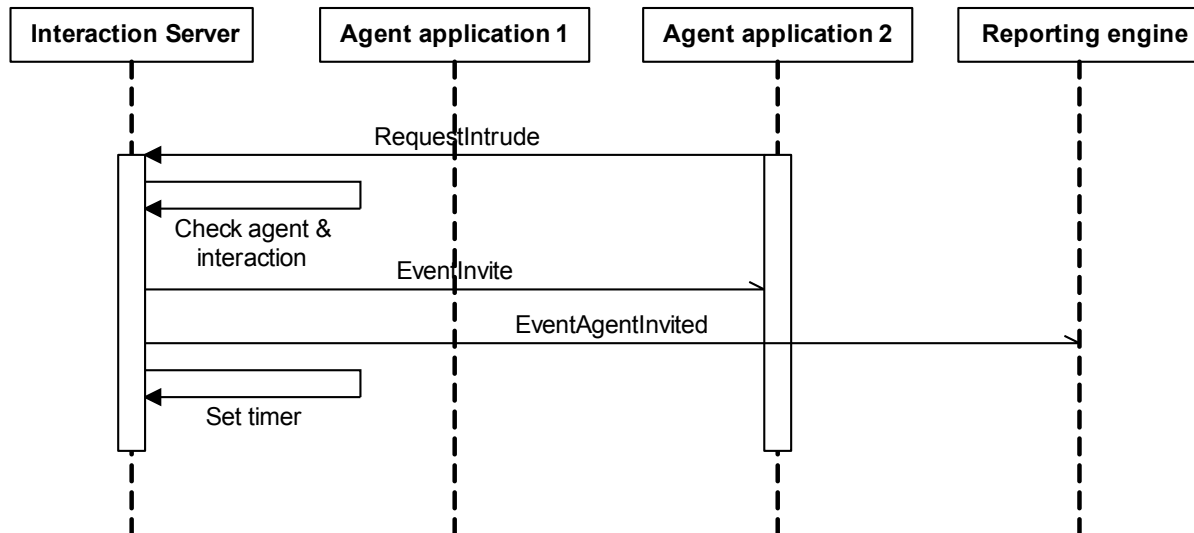 Interaction Server
Agent application 1
Agent application 2
Reporting engine
RequestIntrude
Check agent &
interaction
EventInvite
EventAgentInvited
Set timer